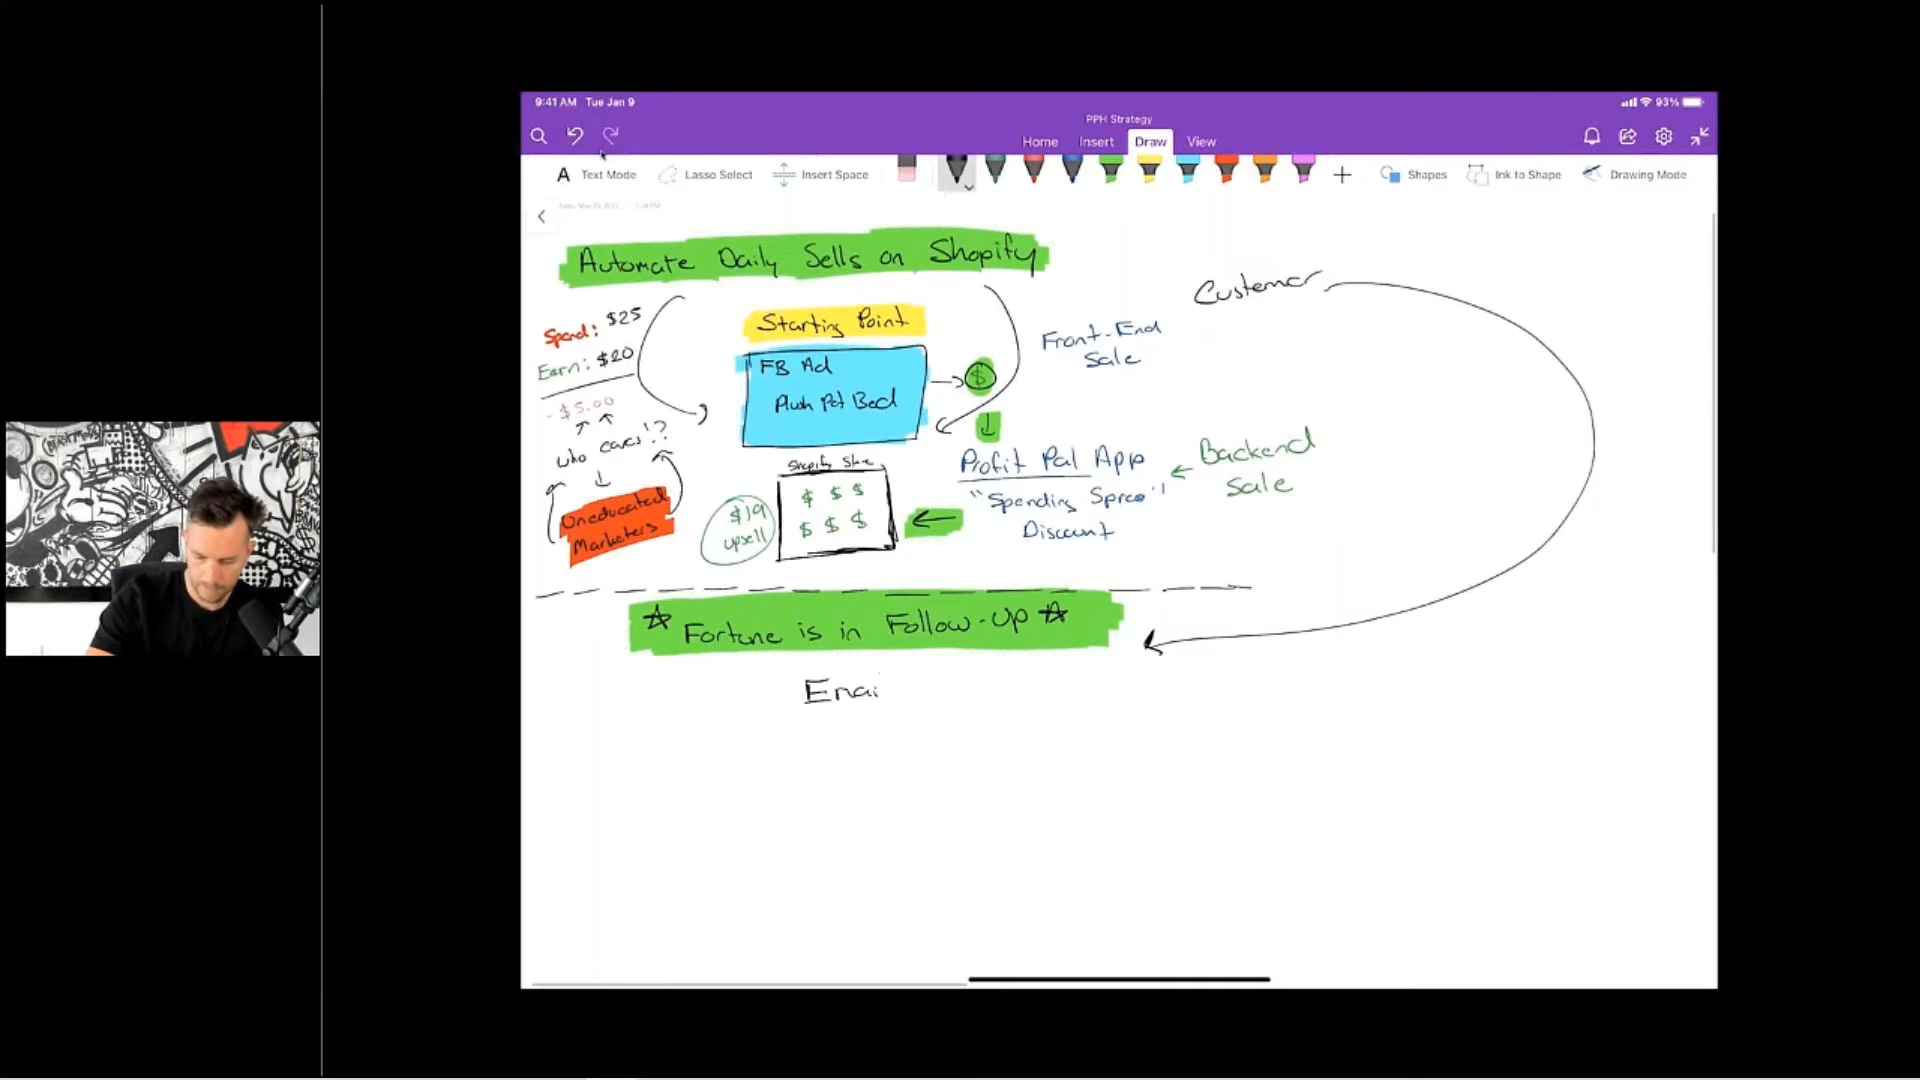 9:41 AM Tue Jan 9
93%
PPH Strategy
Home Insert Draw View
A Text Mode Lasso Select Insert Space
+ Shapes Ink to Shape Drawing Mode
Automate Daily Sells on Shopify
Customer
Spend: $25
Earn: $20
- $5.00
who cares!?
Uneducated
Marketers
Starting Point
FB Ad
Plush Pet Bed
$
Front-End
Sale
Profit Pal App
"Spending Spree"
Discount
Backend
Sale
Shopify Store
$ $ $
$ $ $
$19
upsell
Fortune is in Follow-Up
Emai